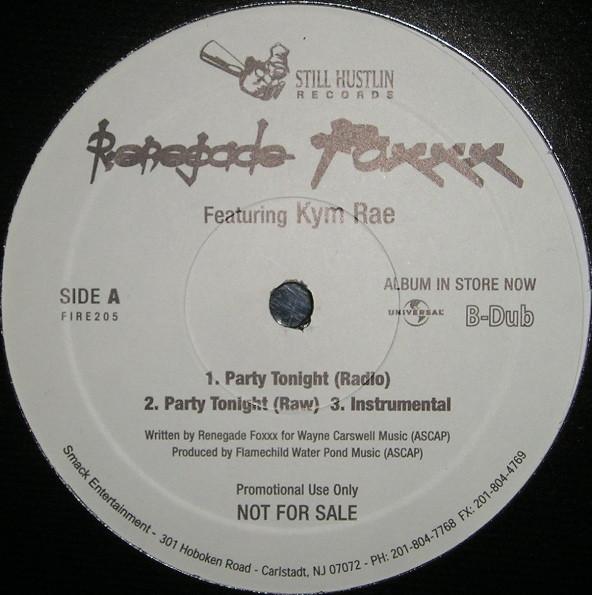 STILL HUSTLIN
RECORDS
Renegade Foxxx
Featuring Kym Rae
SIDE A
FIRE205
ALBUM IN STORE NOW
UNIVERSAL B-Dub
1. Party Tonight (Radio)
2. Party Tonight (Raw) 3. Instrumental
Written by Renegade Foxxx for Wayne Carswell Music (ASCAP)
Produced by Flamechild Water Pond Music (ASCAP)
Promotional Use Only
NOT FOR SALE
Smack Entertainment - 301 Hoboken Road - Carlstadt, NJ 07072 - PH: 201-804-7768 FX: 201-804-4769